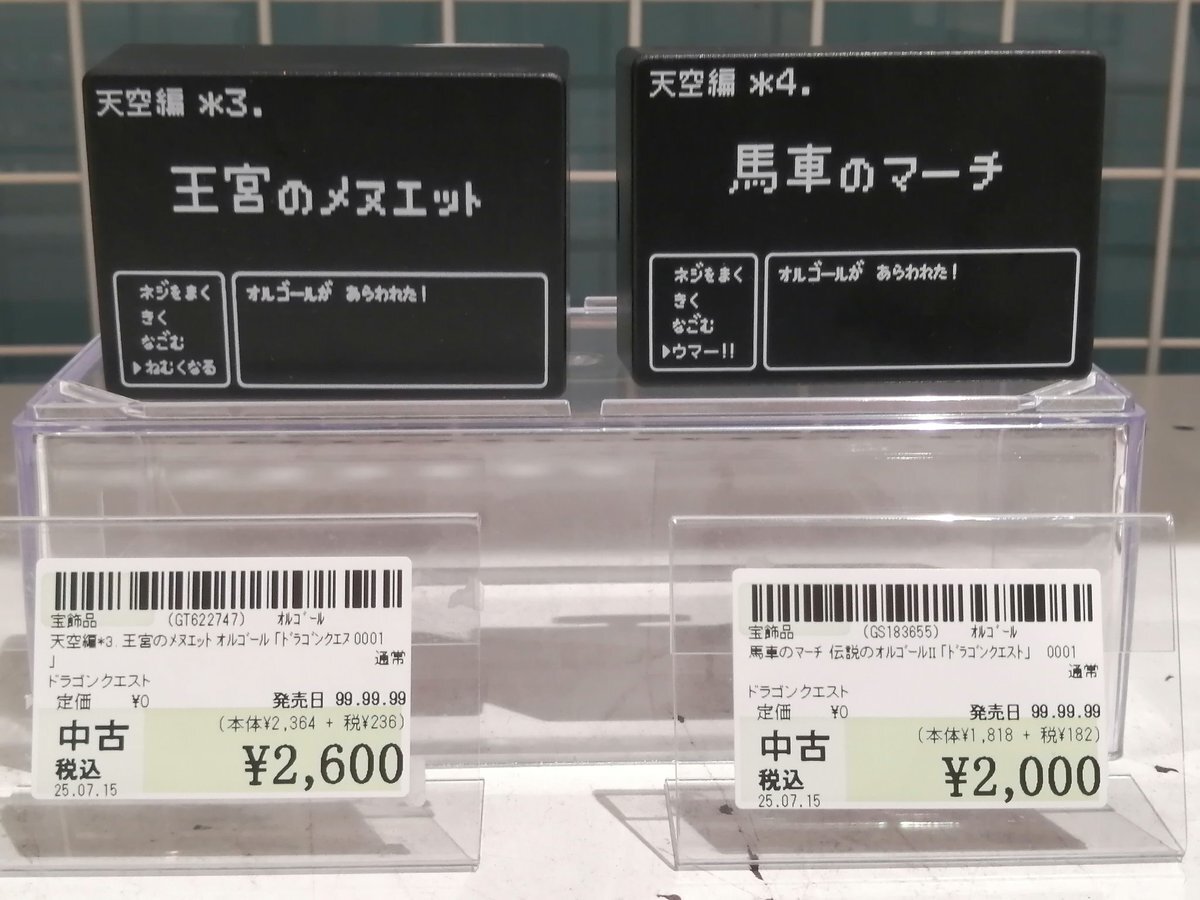 天空編 *3.
王宮のメヌエット
ネジをまく
きく
なごむ
▶ねむくなる
オルゴールが あらわれた!
天空編 *4.
馬車のマーチ
ネジをまく
きく
なごむ
▶ウマー!!
オルゴールが あらわれた!
宝飾品 (GT622747) オルゴール
天空編*3.王宮のメヌエット オルゴール「ドラゴンクエス 0001
」 通常
ドラゴンクエスト
定価 ¥0 発売日 99.99.99
中古 (本体¥2,364 + 税¥236)
税込 ¥2,600
25.07.15
宝飾品 (GS183655) オルゴール
馬車のマーチ 伝説のオルゴールII「ドラゴンクエスト」 0001
通常
ドラゴンクエスト
定価 ¥0 発売日 99.99.99
中古 (本体¥1,818 + 税¥182)
税込 ¥2,000
25.07.15